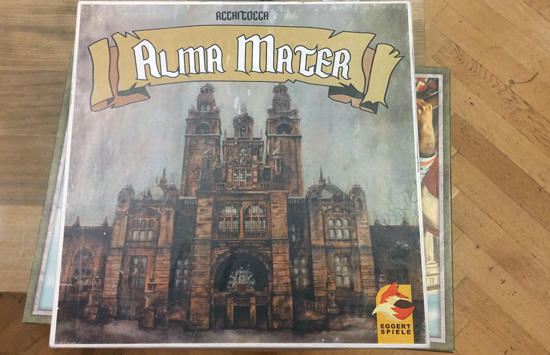 ACCHITOCCA
ALMA MATER
EGGERT
SPIELE